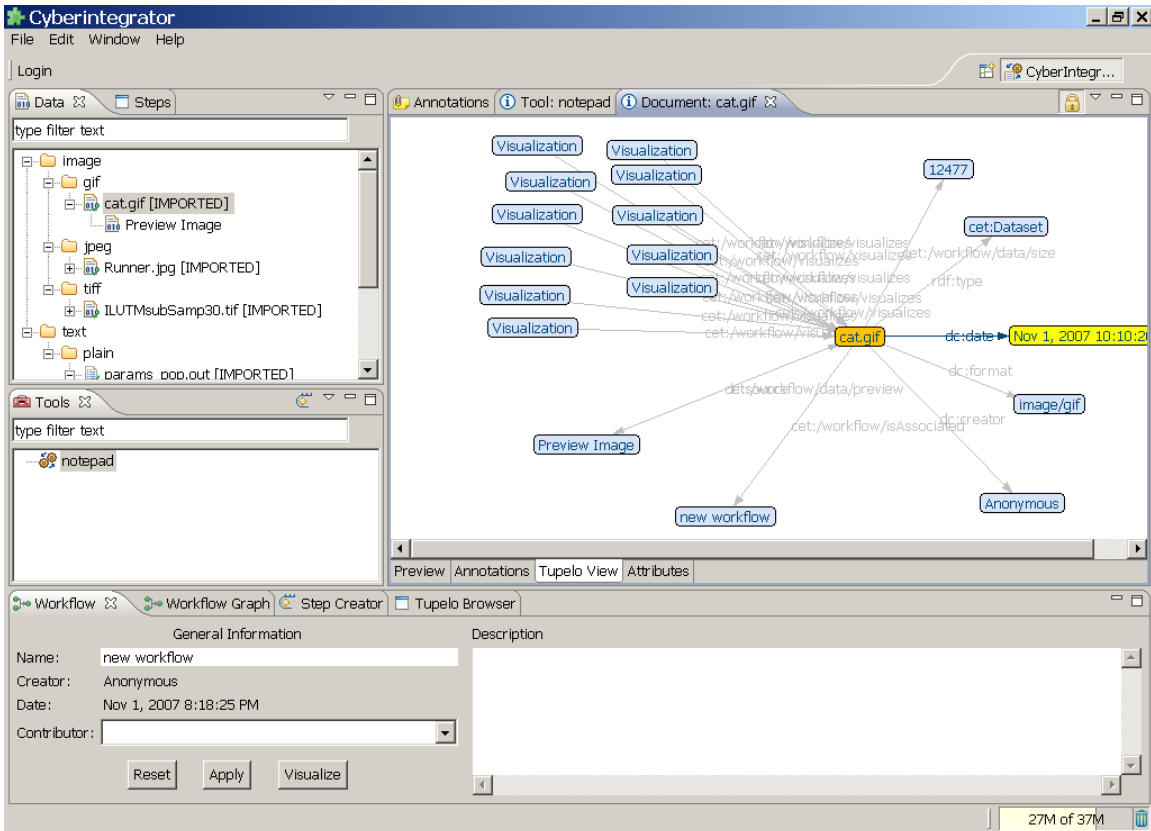 Cyberintegrator
File Edit Window Help
Login
CyberIntegr...
Data
Steps
type filter text
image
gif
cat.gif [IMPORTED]
Preview Image
jpeg
Runner.jpg [IMPORTED]
tiff
ILUTMsubSamp30.tif [IMPORTED]
text
plain
params_pop.out [IMPORTED]
Tools
type filter text
notepad
Annotations
Tool: notepad
Document: cat.gif
Visualization
Visualization
Visualization
Visualization
Visualization
Visualization
Visualization
Visualization
Visualization
Visualization
Visualization
12477
cet:Dataset
cet:/workflow/visualizes
cet:/workflow/data/size
rdf:type
cat.gif
dc:date
Nov 1, 2007 10:10:2
dc:format
image/gif
/workflow/data/preview
cet:/workflow/isAssociated
dc:creator
Preview Image
new workflow
Anonymous
Preview Annotations Tupelo View Attributes
Workflow
Workflow Graph
Step Creator
Tupelo Browser
General Information
Description
Name: new workflow
Creator: Anonymous
Date: Nov 1, 2007 8:18:25 PM
Contributor:
Reset Apply Visualize
27M of 37M